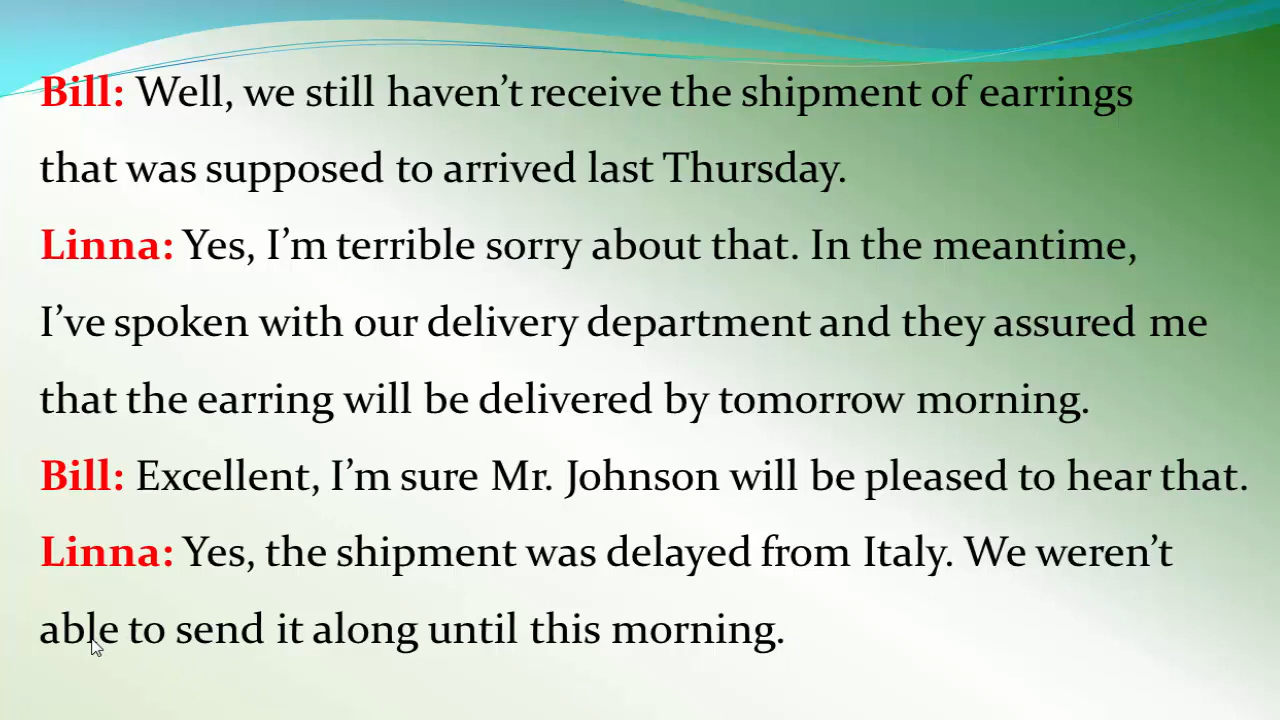 Bill: Well, we still haven’t receive the shipment of earrings
that was supposed to arrived last Thursday.
Linna: Yes, I’m terrible sorry about that. In the meantime,
I’ve spoken with our delivery department and they assured me
that the earring will be delivered by tomorrow morning.
Bill: Excellent, I’m sure Mr. Johnson will be pleased to hear that.
Linna: Yes, the shipment was delayed from Italy. We weren’t
able to send it along until this morning.